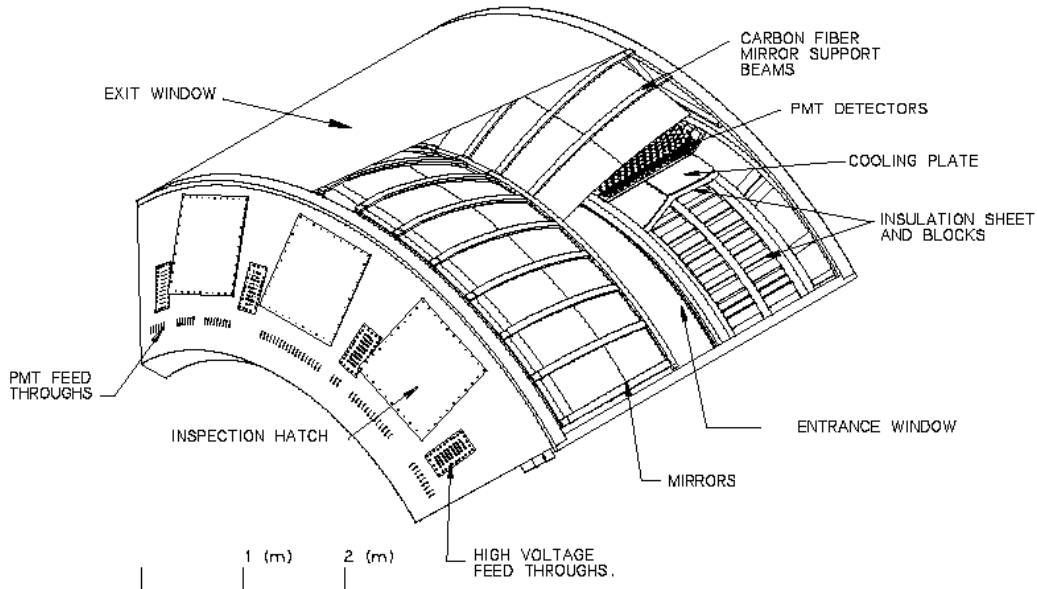 CARBON FIBER
MIRROR SUPPORT
BEAMS
EXIT WINDOW
PMT DETECTORS
COOLING PLATE
INSULATION SHEET
AND BLOCKS
PMT FEED
THROUGHS
INSPECTION HATCH
ENTRANCE WINDOW
MIRRORS
1 (m)
2 (m)
HIGH VOLTAGE
FEED THROUGHS.